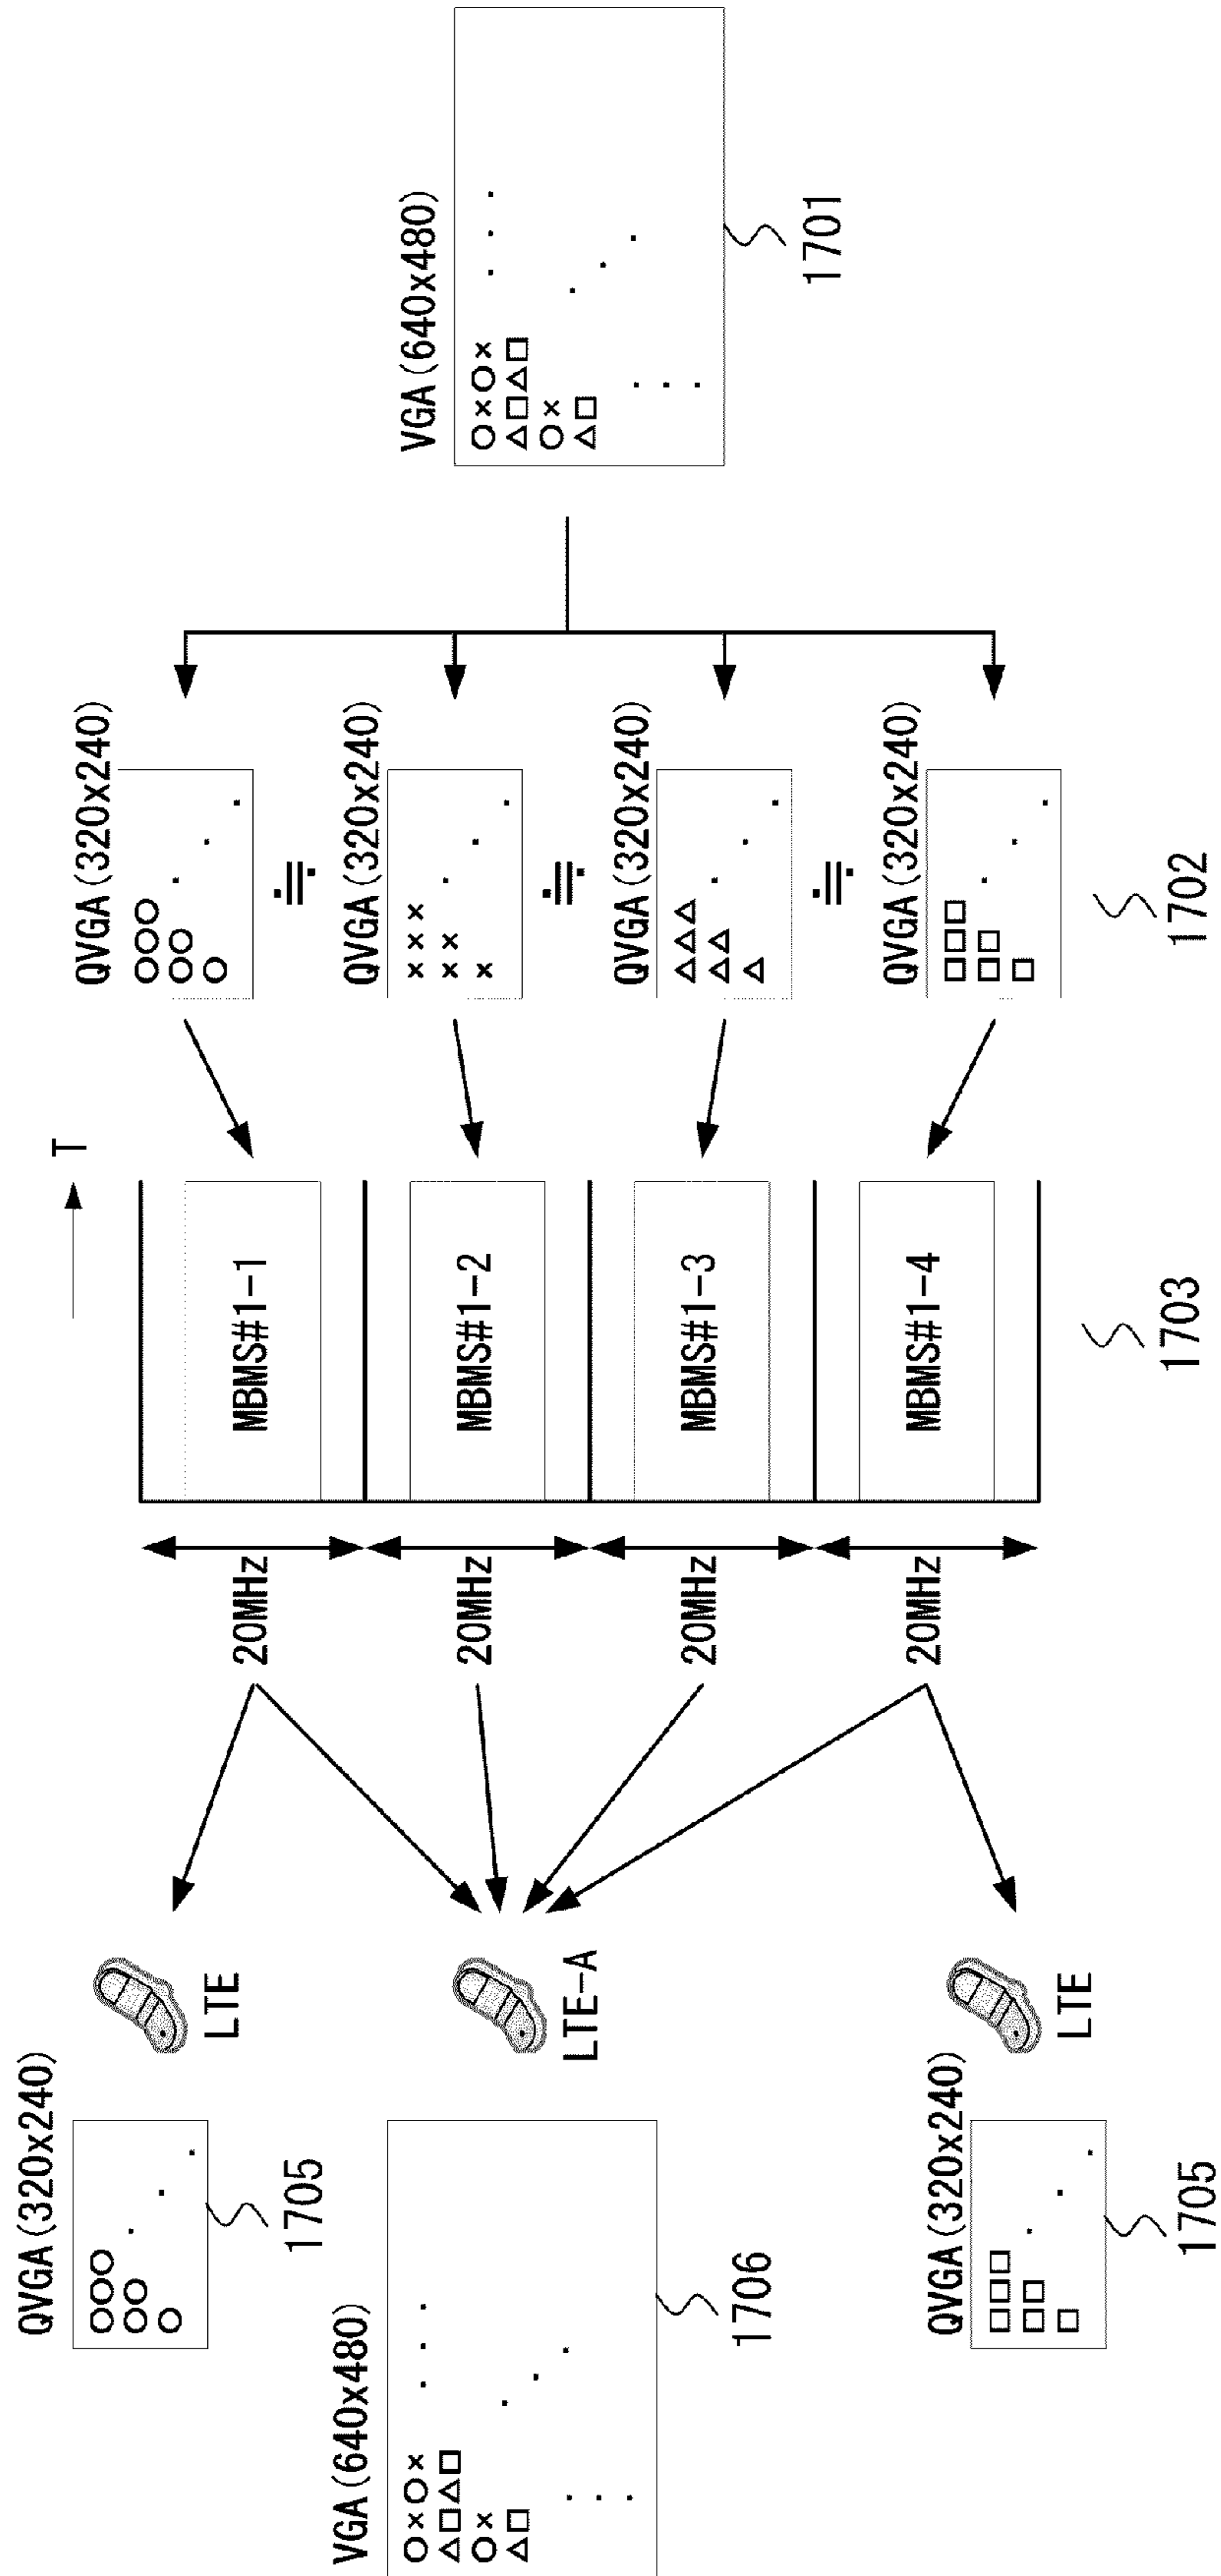 QVGA(320x240)
○○○
○○
○
1705
LTE
VGA(640x480)
○×○×
△□△□
○×
△□
1706
LTE-A
QVGA(320x240)
□□□
□□
□
1705
LTE
20MHz
20MHz
20MHz
20MHz
T
MBMS#1-1
MBMS#1-2
MBMS#1-3
MBMS#1-4
1703
QVGA(320x240)
○○○
○○
○
≒
QVGA(320x240)
×××
××
×
≒
QVGA(320x240)
△△△
△△
△
≒
QVGA(320x240)
□□□
□□
□
1702
VGA(640x480)
○×○×
△□△□
○×
△□
1701